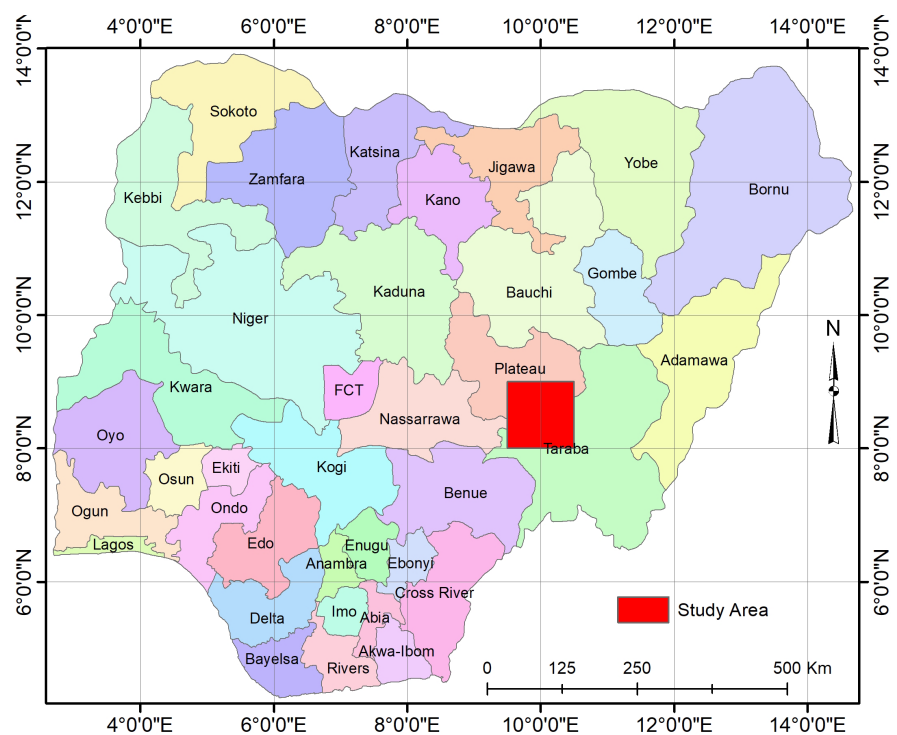 4°0'0"E 6°0'0"E 8°0'0"E 10°0'0"E 12°0'0"E 14°0'0"E
14°0'0"N 14°0'0"N
Sokoto
Katsina
Jigawa
Yobe
Zamfara
12°0'0"N 12°0'0"N
Bornu
Kebbi
Kano
Gombe
Kaduna
Bauchi
10°0'0"N 10°0'0"N
Niger
N
Adamawa
Plateau
Kwara
FCT
Nassarrawa
Oyo
Taraba
8°0'0"N 8°0'0"N
Ekiti
Kogi
Osun
Benue
Ogun
Ondo
Lagos
Edo
Enugu
Anambra
Ebonyi
6°0'0"N 6°0'0"N
Cross River
Imo
Abia
Delta
Study Area
Akwa-Ibom
Bayelsa
Rivers
0 125 250 500 Km
4°0'0"E 6°0'0"E 8°0'0"E 10°0'0"E 12°0'0"E 14°0'0"E